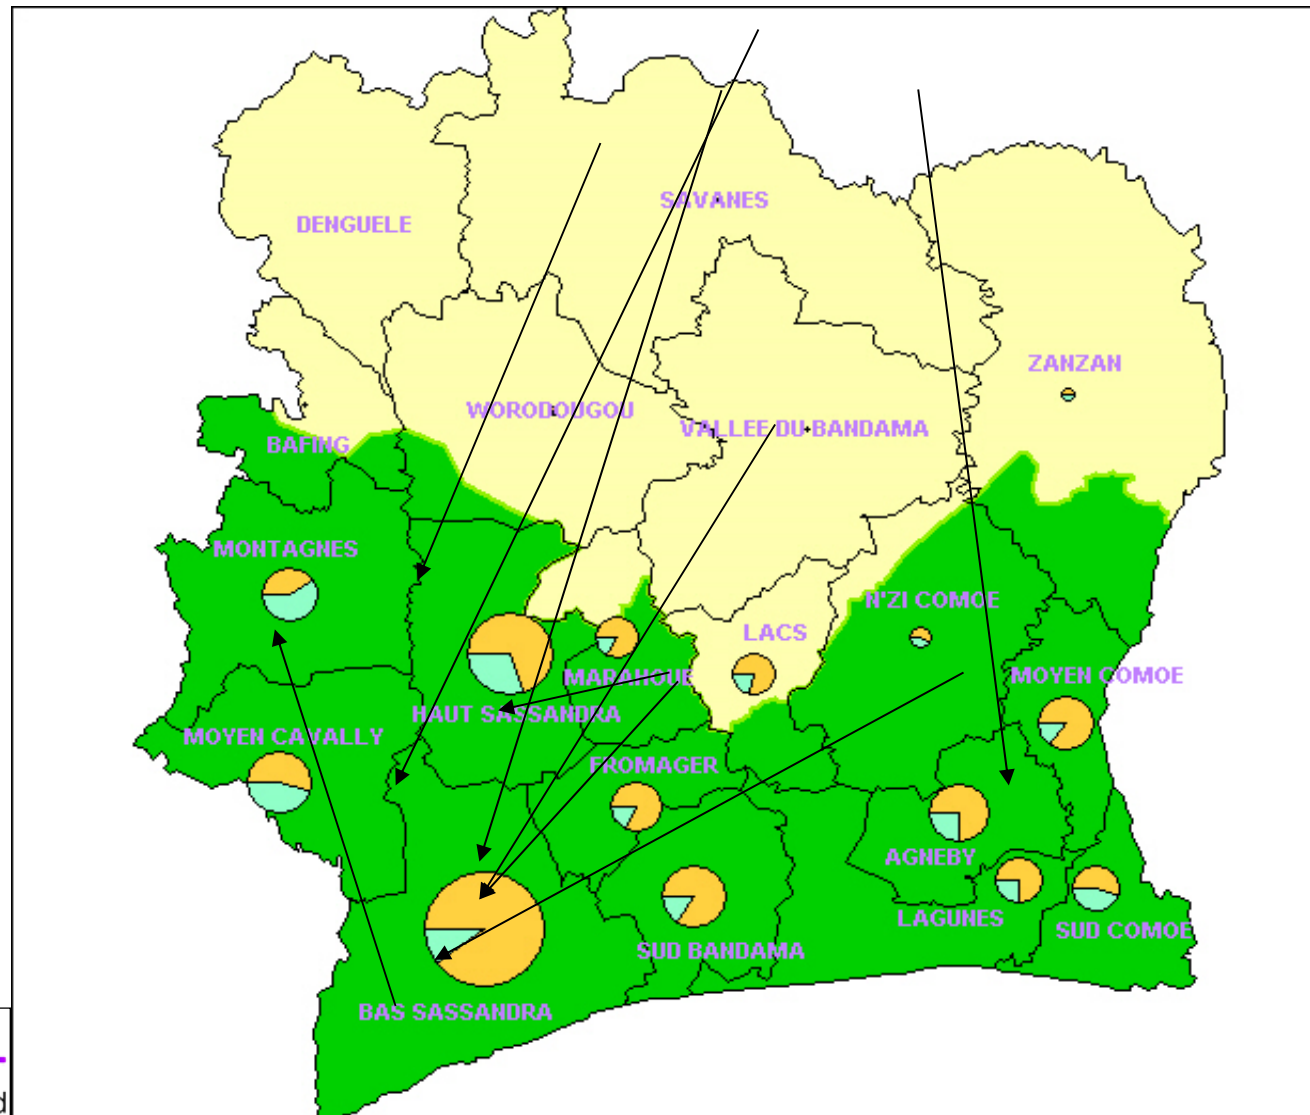 SAVANES
DENGUELE
ZANZAN
WORODOUGOU
VALLEE DU BANDAMA
BAFING
MONTAGNES
N'ZI COMOE
LACS
MARAHOUE
MOYEN COMOE
HAUT SASSANDRA
MOYEN CAVALLY
FROMAGER
AGNEBY
LAGUNES
SUD COMOE
SUD BANDAMA
BAS SASSANDRA
d